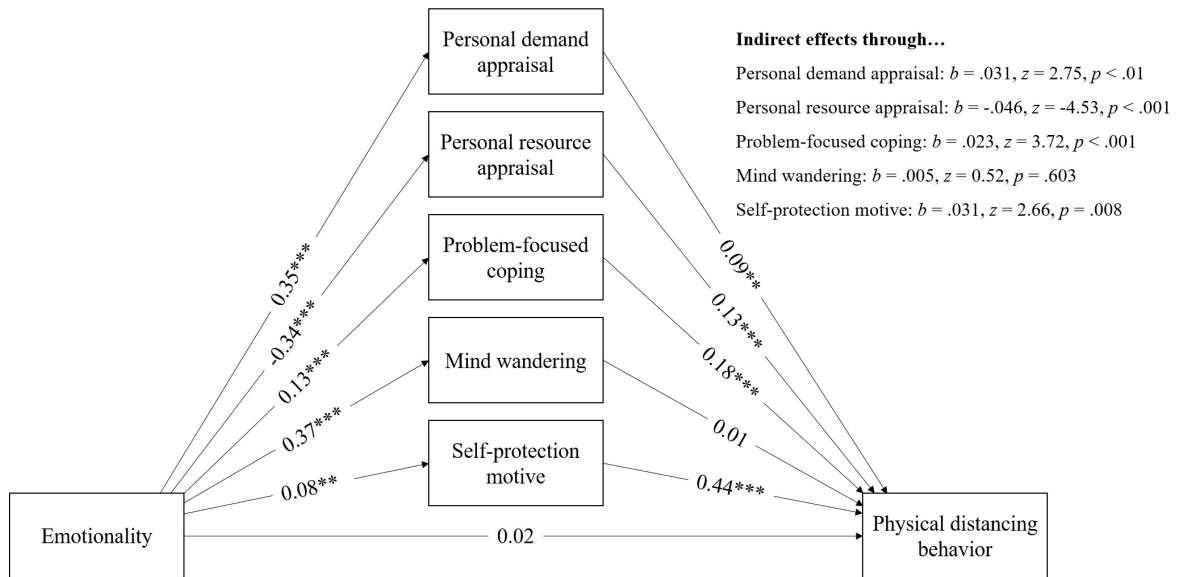 Personal demand
appraisal
Personal resource
appraisal
Problem-focused
coping
Mind wandering
Self-protection
motive
Emotionality
Physical distancing
behavior
0.35***
-0.34***
0.13***
0.37***
0.08**
0.02
0.09**
0.13***
0.18***
0.01
0.44***
Indirect effects through…
Personal demand appraisal: b = .031, z = 2.75, p < .01
Personal resource appraisal: b = -.046, z = -4.53, p < .001
Problem-focused coping: b = .023, z = 3.72, p < .001
Mind wandering: b = .005, z = 0.52, p = .603
Self-protection motive: b = .031, z = 2.66, p = .008